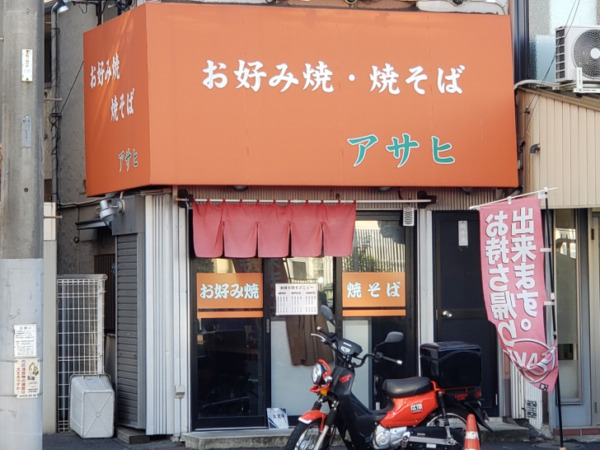 お好み焼
焼そば
アサヒ
お好み焼・焼そば
アサヒ
お好み焼
焼そば
お持ち帰り
出来ます。